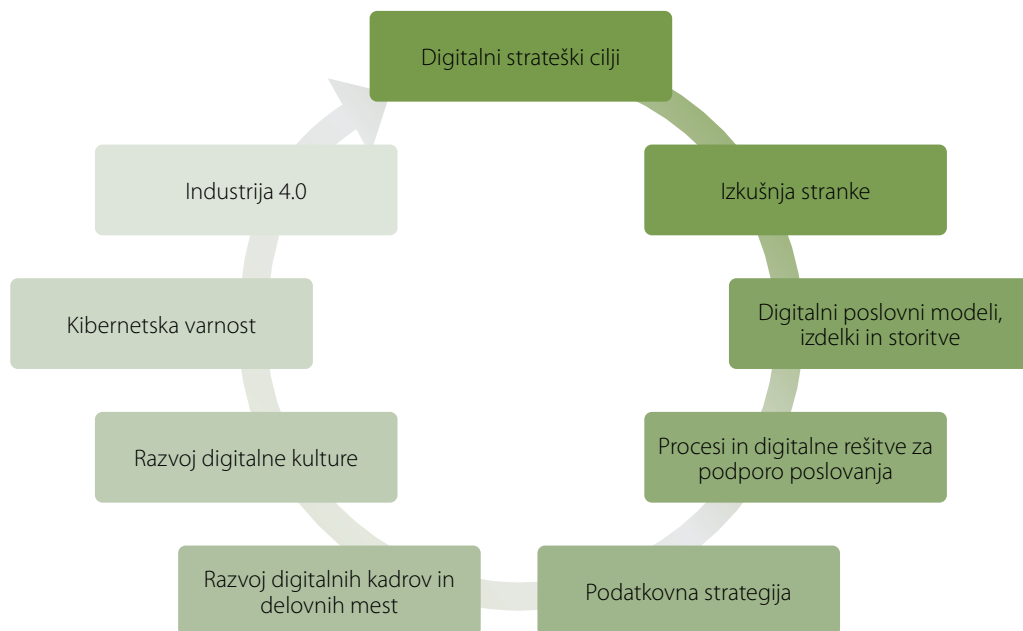 Digitalni strateški cilji
Izkušnja stranke
Digitalni poslovni modeli,
izdelki in storitve
Procesi in digitalne rešitve za
podporo poslovanja
Podatkovna strategija
Razvoj digitalnih kadrov in
delovnih mest
Razvoj digitalne kulture
Kibernetska varnost
Industrija 4.0